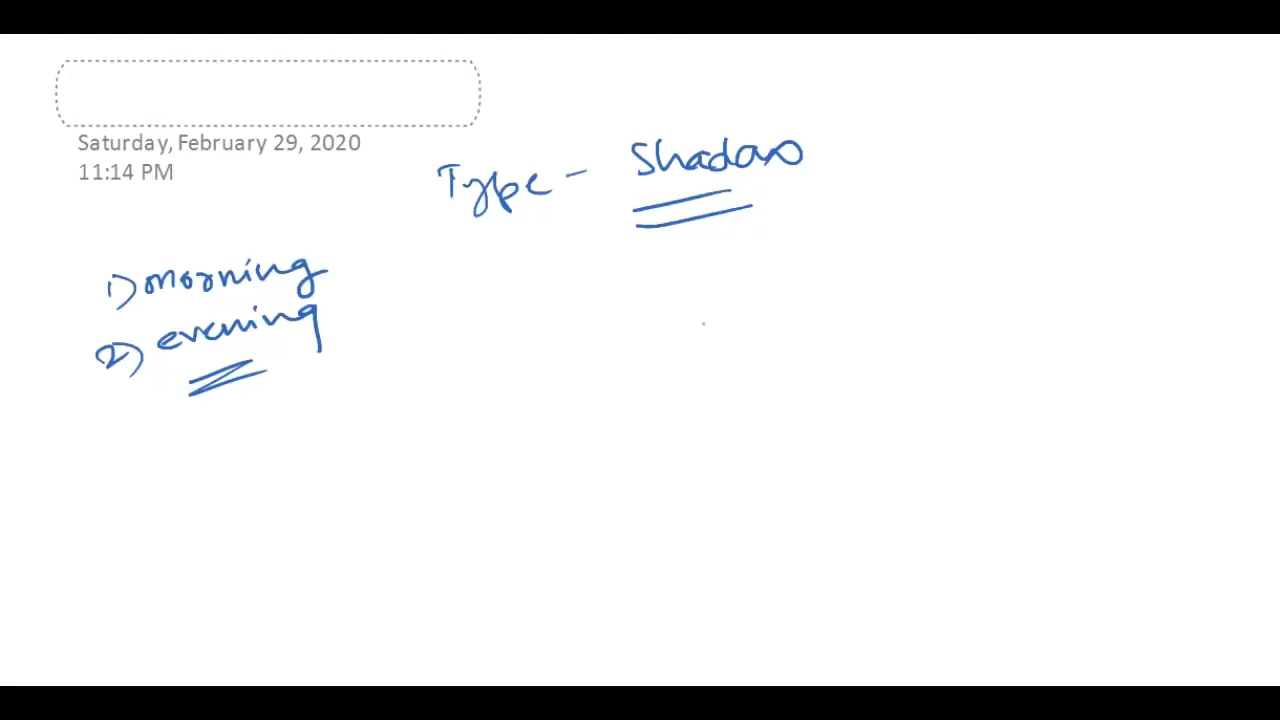 Saturday, February 29, 2020
11:14 PM
Type - Shadow
1) morning
2) evening